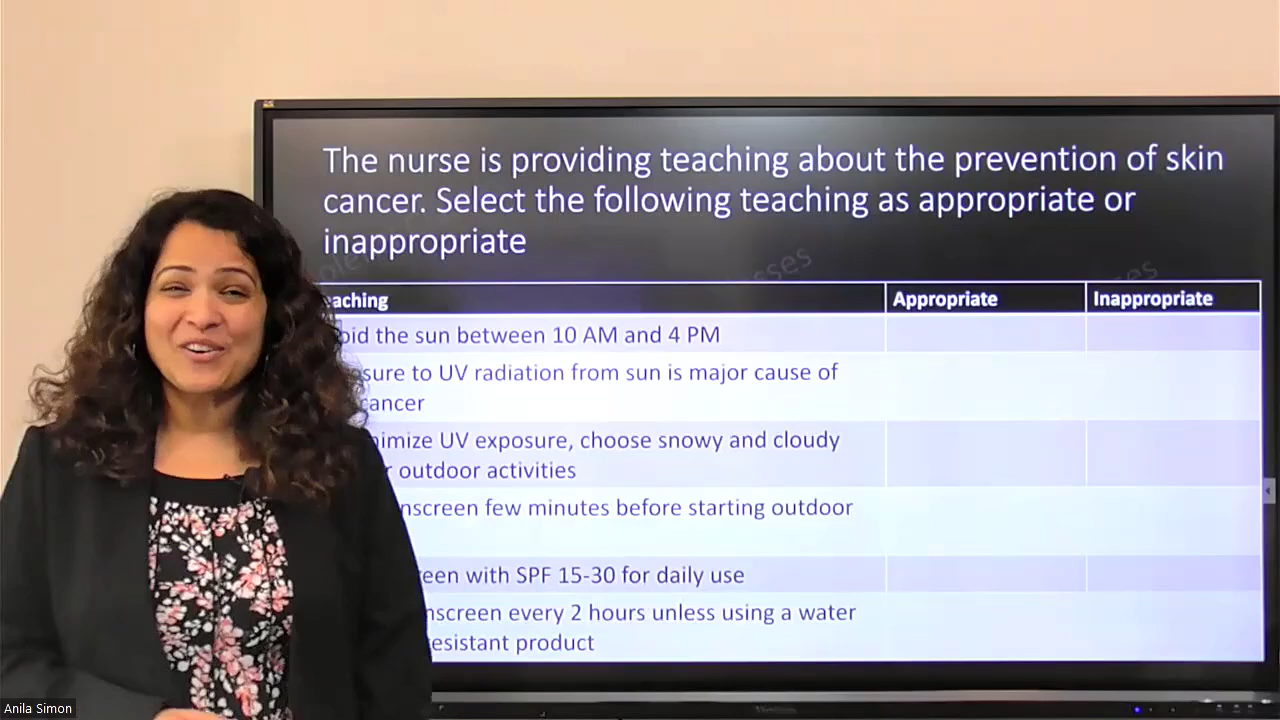 The nurse is providing teaching about the prevention of skin
cancer. Select the following teaching as appropriate or
inappropriate
aching Appropriate Inappropriate
oid the sun between 10 AM and 4 PM
sure to UV radiation from sun is major cause of
cancer
nimize UV exposure, choose snowy and cloudy
r outdoor activities
nscreen few minutes before starting outdoor
een with SPF 15-30 for daily use
nscreen every 2 hours unless using a water
esistant product
Anila Simon